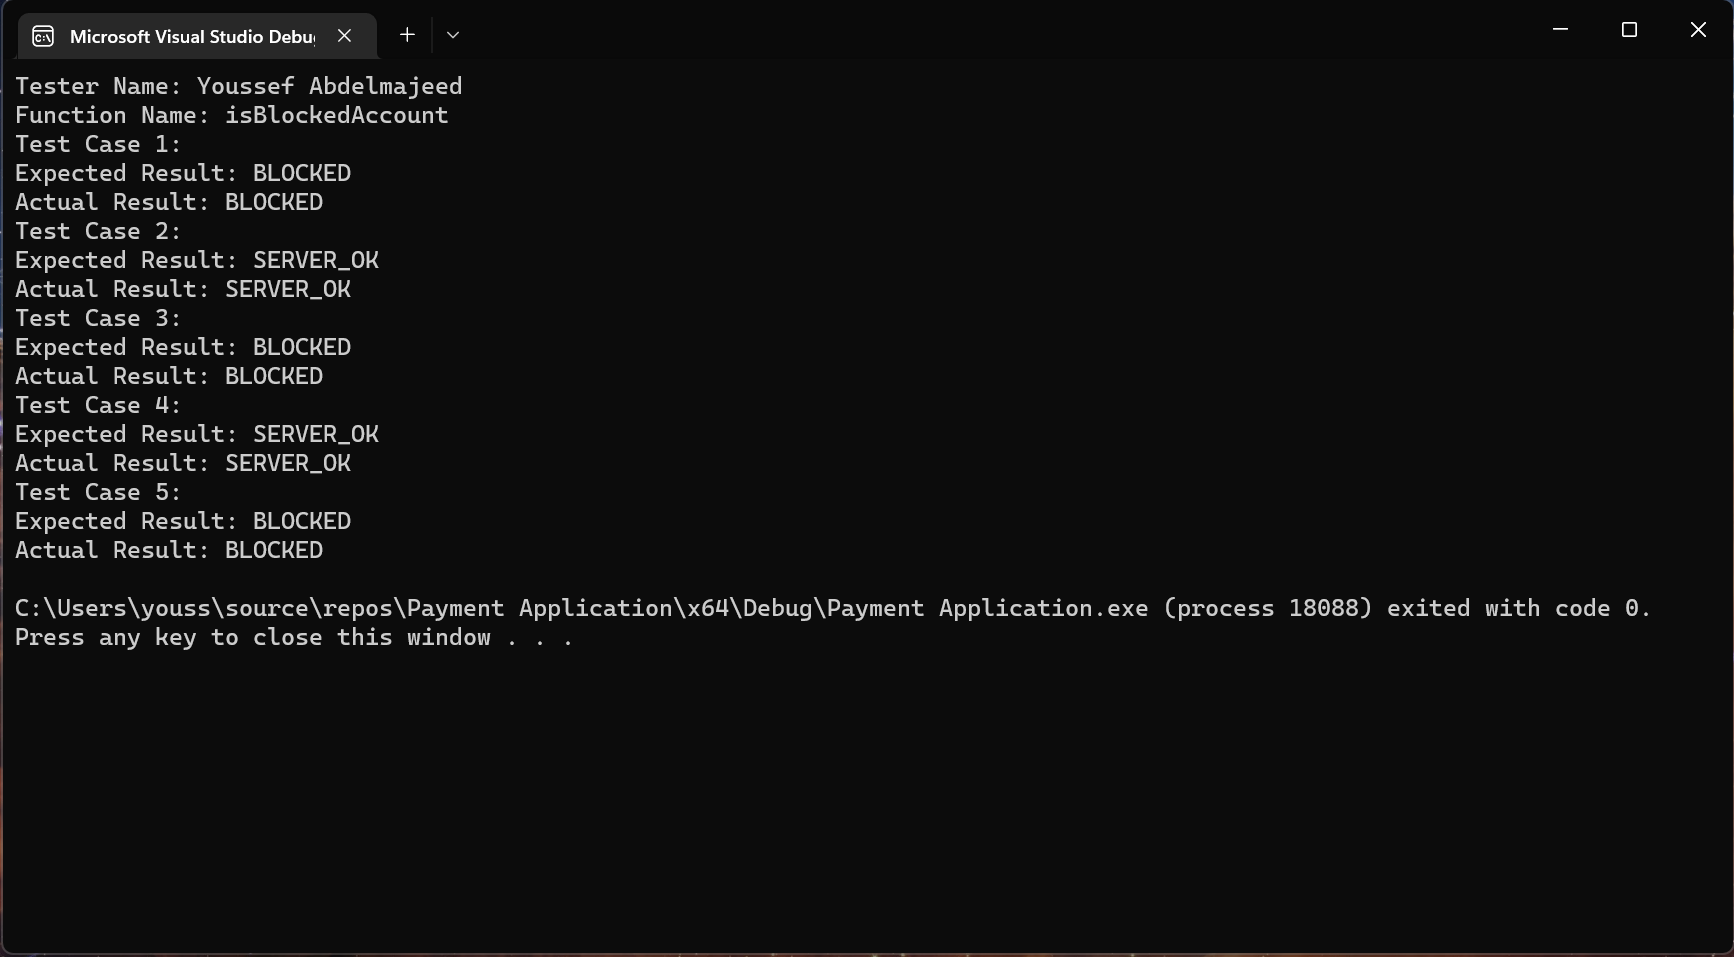 Microsoft Visual Studio Debu
Tester Name: Youssef Abdelmajeed
Function Name: isBlockedAccount
Test Case 1:
Expected Result: BLOCKED
Actual Result: BLOCKED
Test Case 2:
Expected Result: SERVER_OK
Actual Result: SERVER_OK
Test Case 3:
Expected Result: BLOCKED
Actual Result: BLOCKED
Test Case 4:
Expected Result: SERVER_OK
Actual Result: SERVER_OK
Test Case 5:
Expected Result: BLOCKED
Actual Result: BLOCKED
C:\Users\youss\source\repos\Payment Application\x64\Debug\Payment Application.exe (process 18088) exited with code 0.
Press any key to close this window . . .